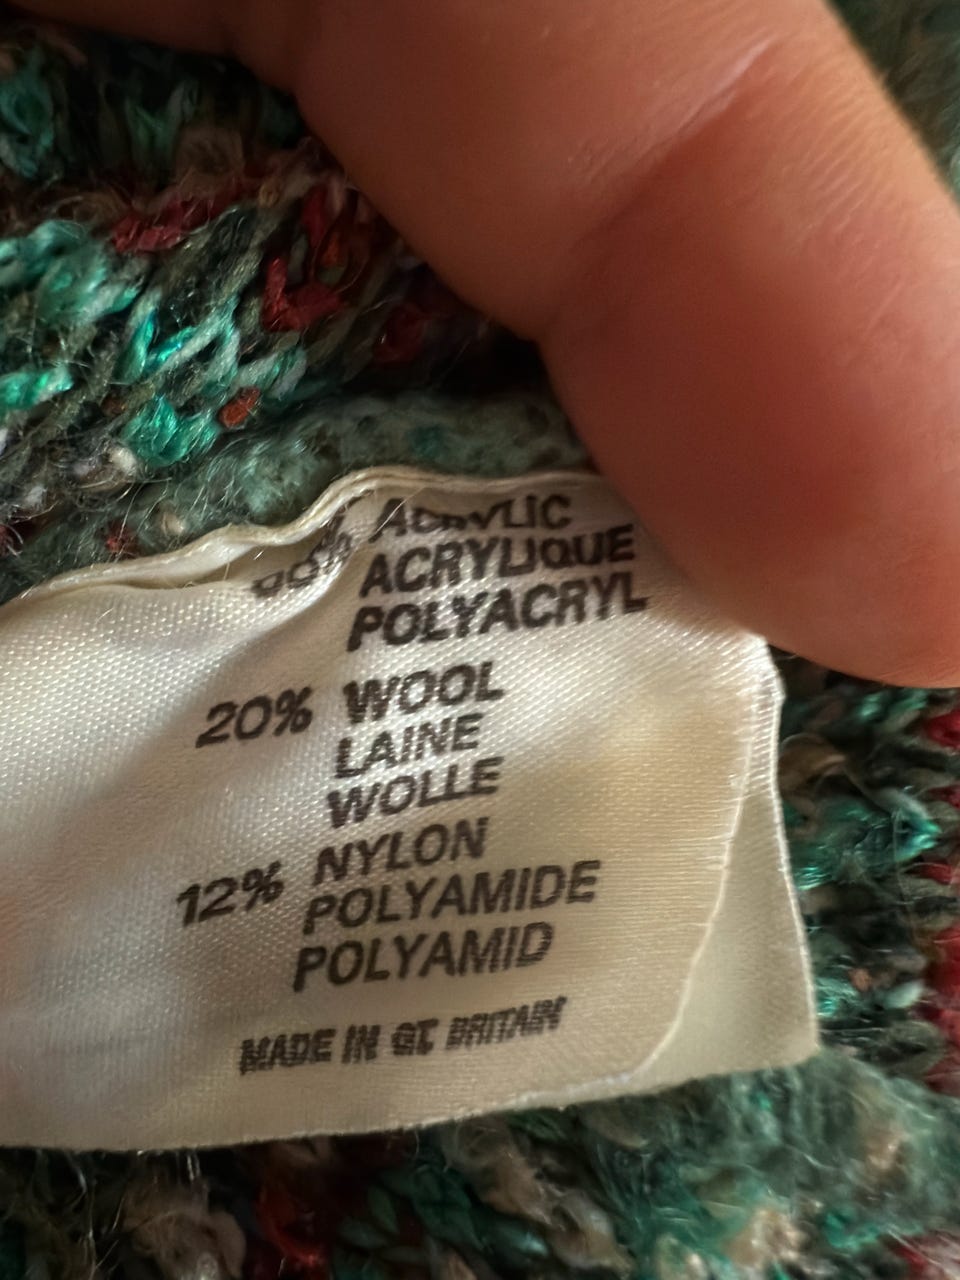 ACRYLIC
ACRYLIQUE
POLYACRYL
20% WOOL
LAINE
WOLLE
12% NYLON
POLYAMIDE
POLYAMID
MADE IN GT. BRITAIN